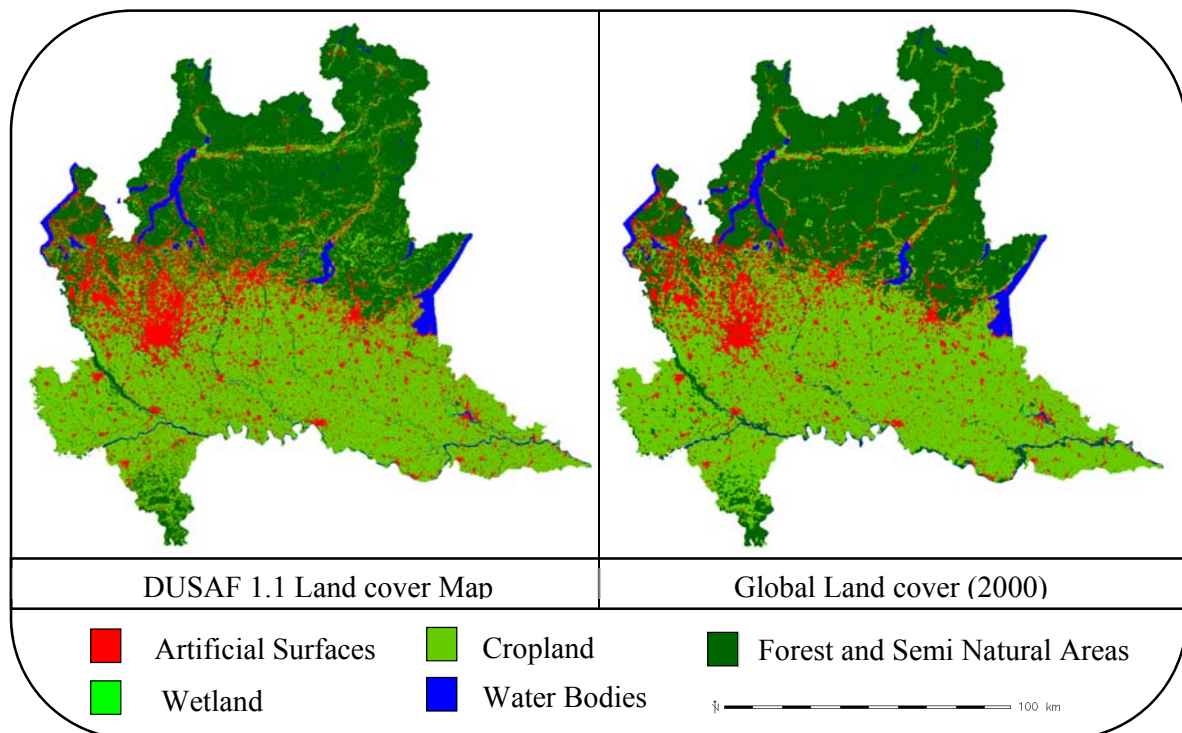 DUSAF 1.1 Land cover Map
Global Land cover (2000)
Artificial Surfaces
Cropland
Forest and Semi Natural Areas
Wetland
Water Bodies
N
100 km